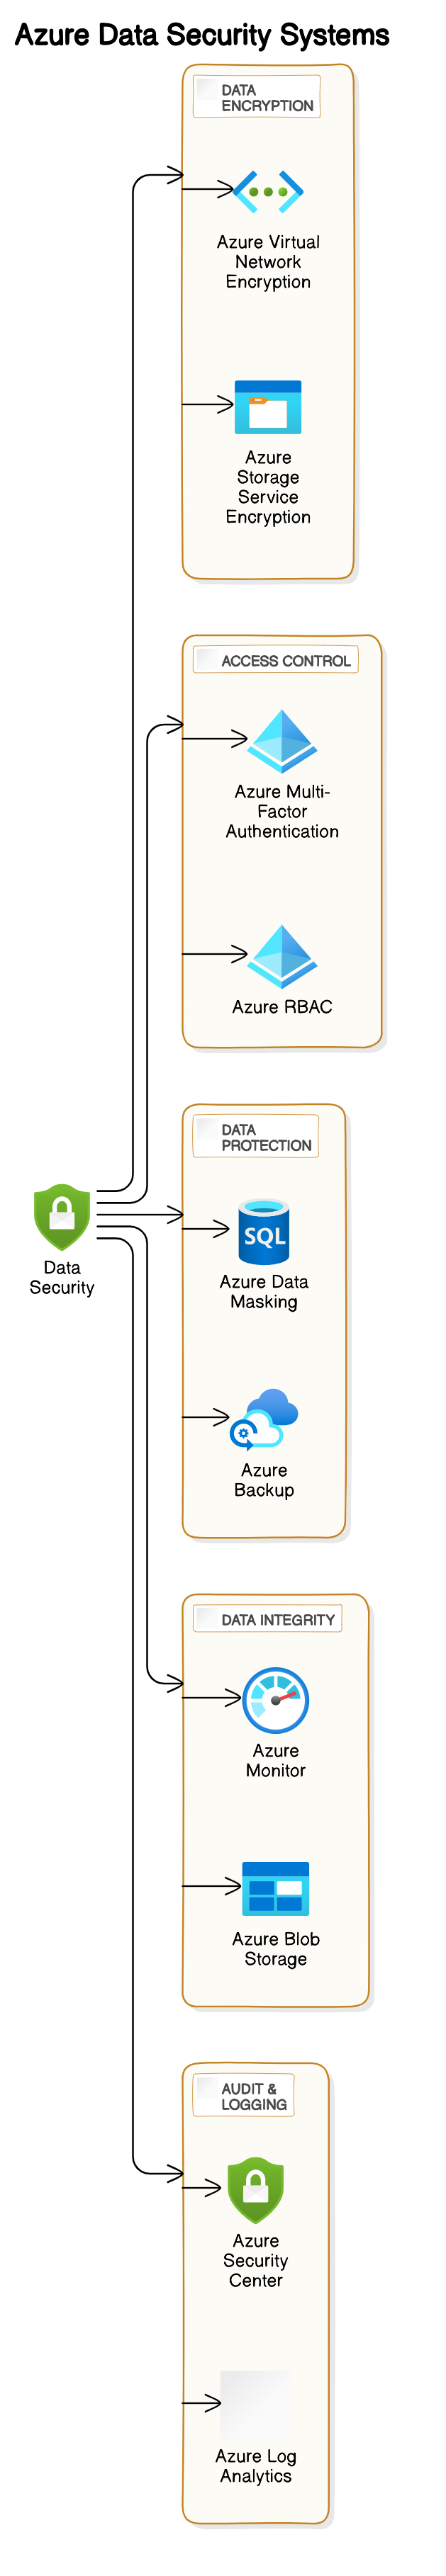 Azure Data Security Systems
DATA
ENCRYPTION
Azure Virtual
Network
Encryption
Azure
Storage
Service
Encryption
ACCESS CONTROL
Azure Multi-
Factor
Authentication
Azure RBAC
DATA
PROTECTION
SQL
Azure Data
Masking
Data
Security
Azure
Backup
DATA INTEGRITY
Azure
Monitor
Azure Blob
Storage
AUDIT &
LOGGING
Azure
Security
Center
Azure Log
Analytics